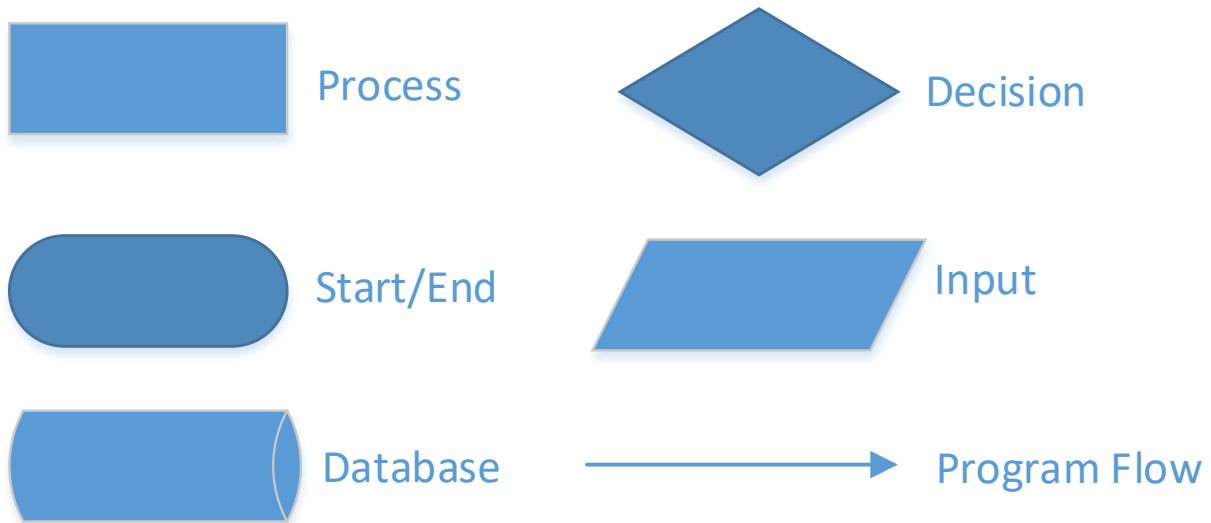 Process
Decision
Start/End
Input
Database
Program Flow